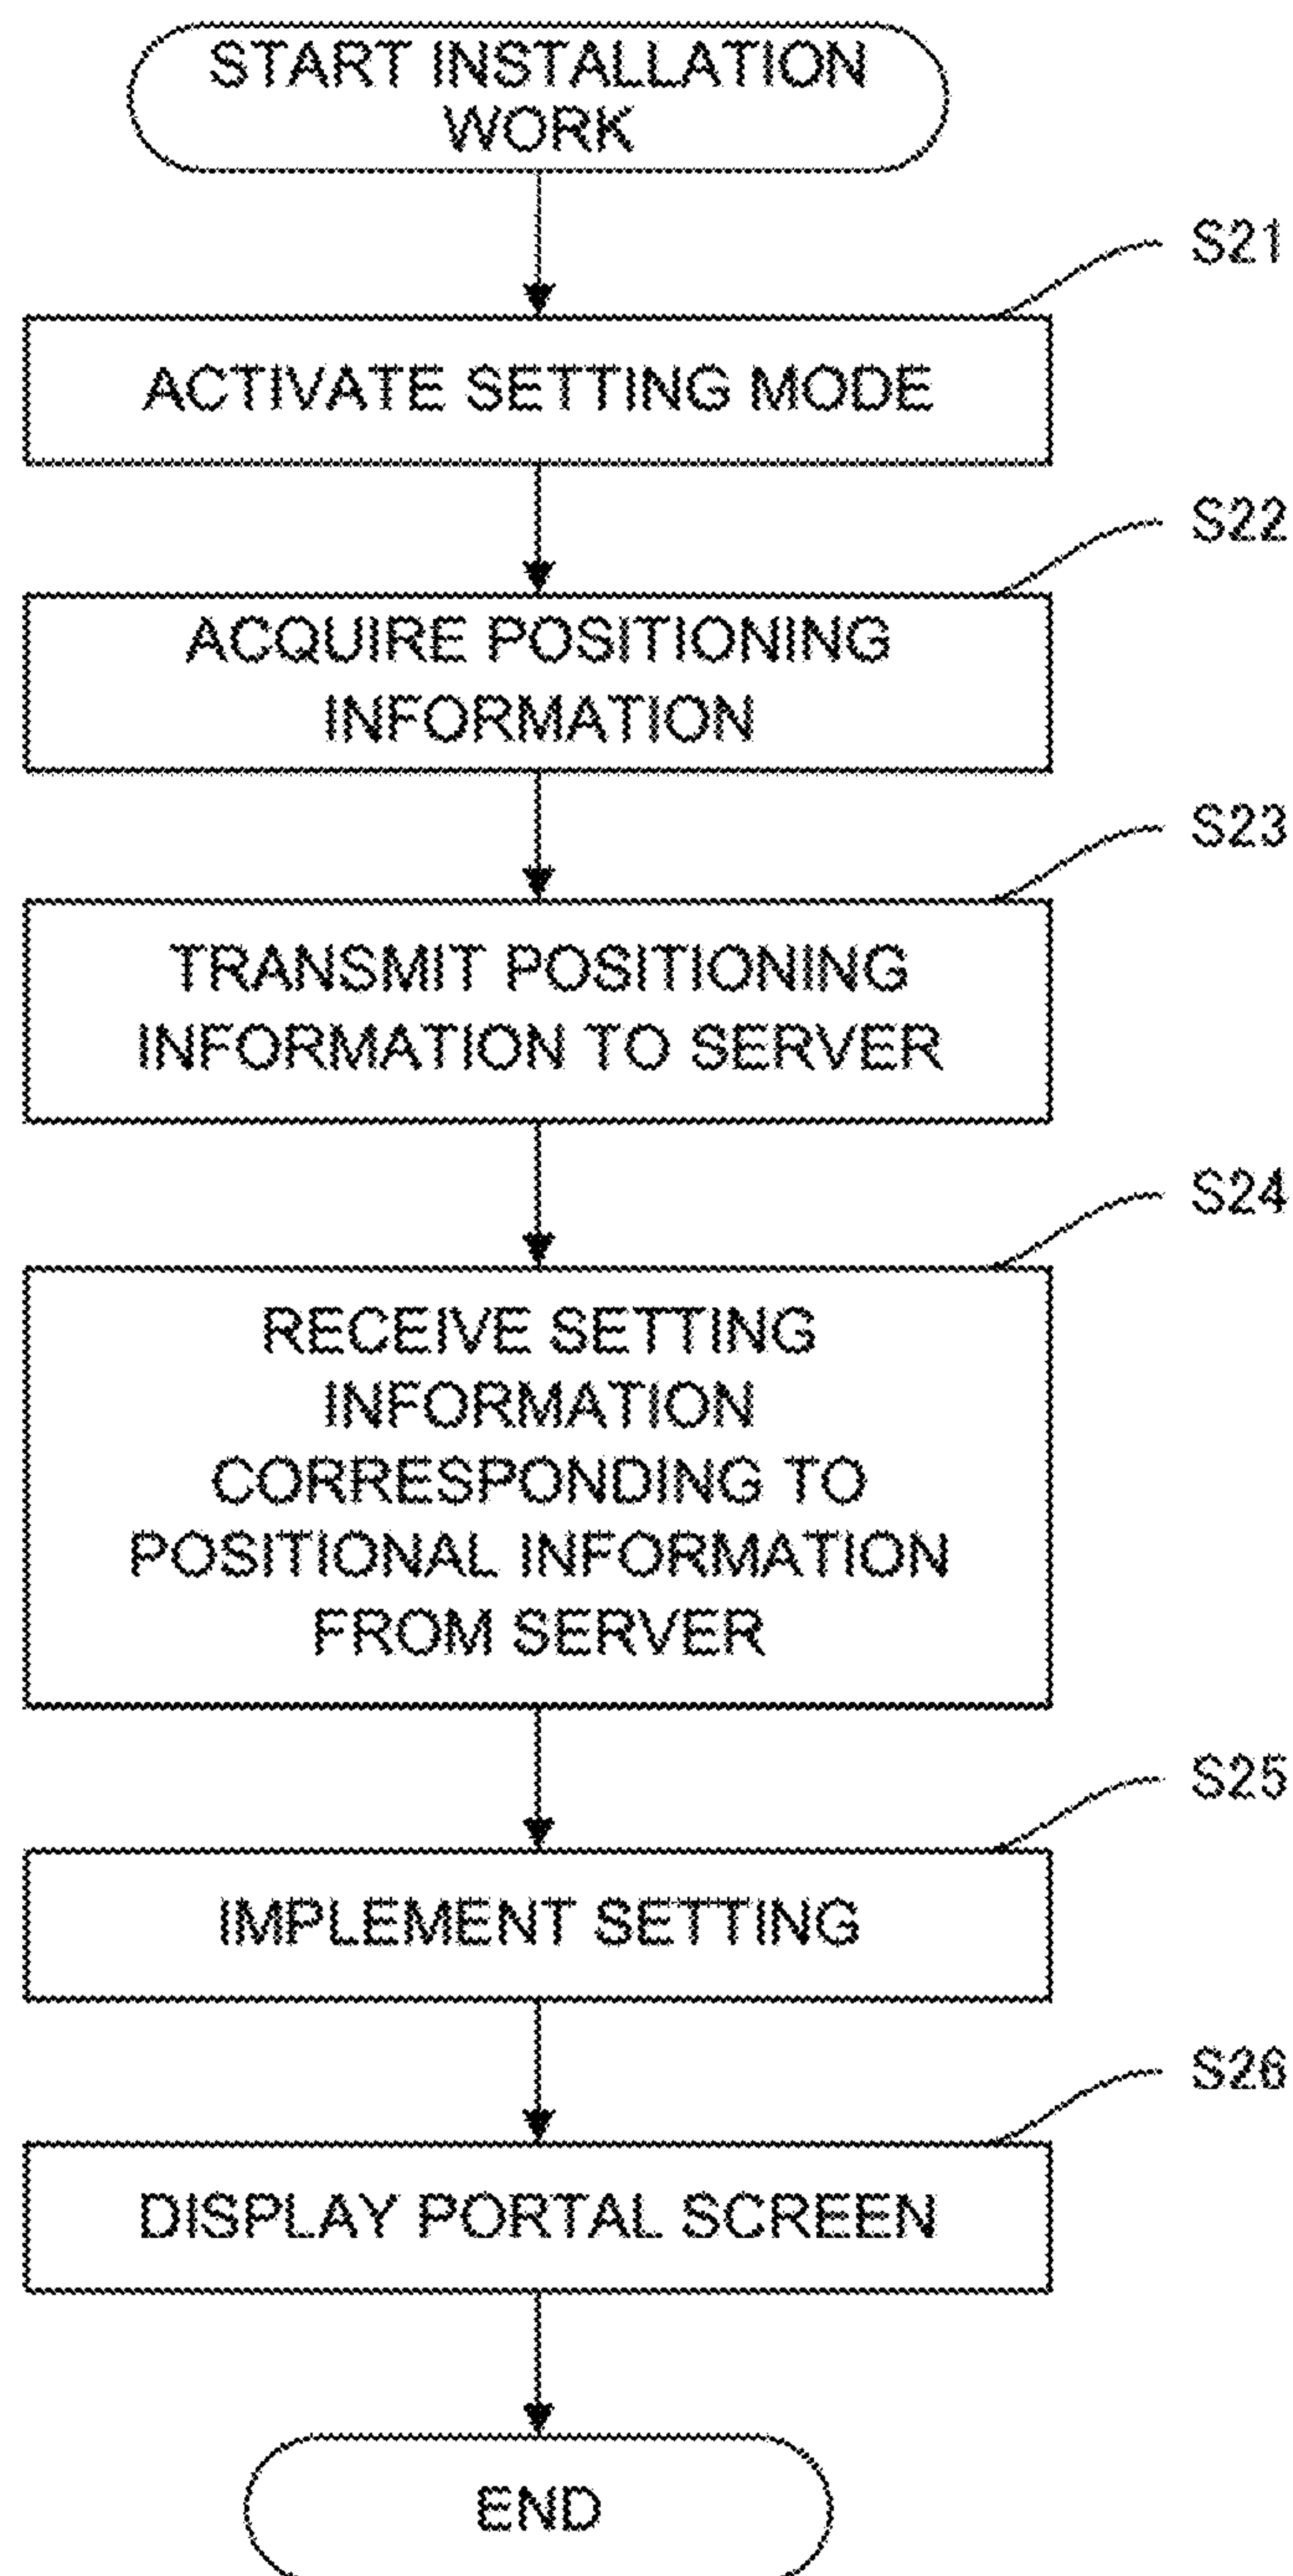 START INSTALLATION
WORK
S21
ACTIVATE SETTING MODE
S22
ACQUIRE POSITIONING
INFORMATION
S23
TRANSMIT POSITIONING
INFORMATION TO SERVER
S24
RECEIVE SETTING
INFORMATION
CORRESPONDING TO
POSITIONAL INFORMATION
FROM SERVER
S25
IMPLEMENT SETTING
S26
DISPLAY PORTAL SCREEN
END